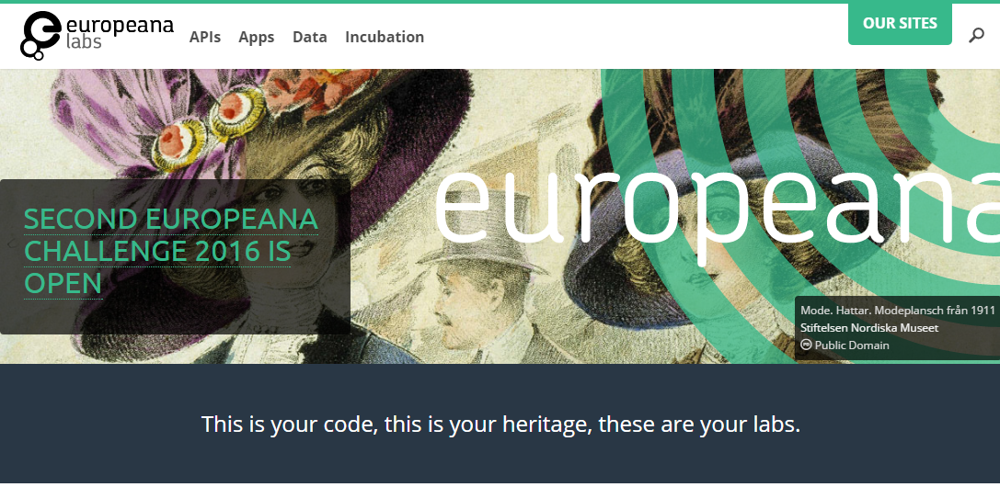 europeana
labs
APIs
Apps
Data
Incubation
OUR SITES
SECOND EUROPEANA
CHALLENGE 2016 IS
OPEN
europeana
Mode. Hattar. Modeplansch från 1911
Stiftelsen Nordiska Museet
Public Domain
This is your code, this is your heritage, these are your labs.